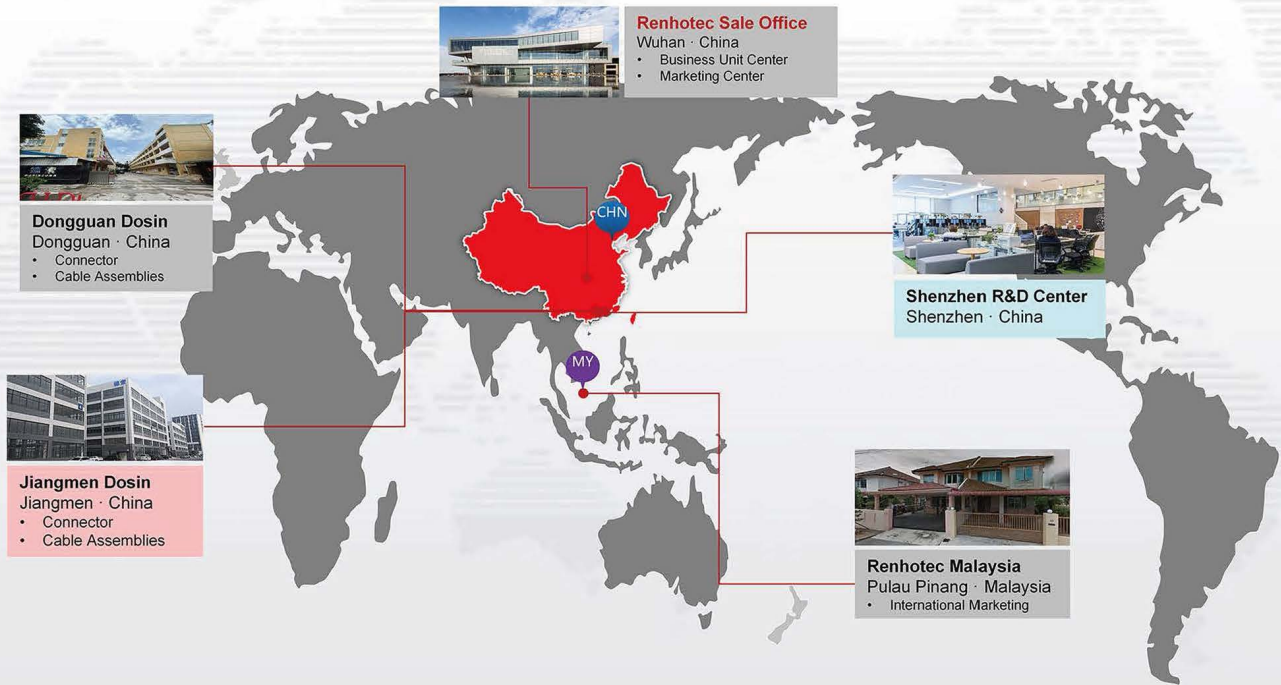 Renhotec Sale Office
Wuhan · China
• Business Unit Center
• Marketing Center
Dongguan Dosin
Dongguan · China
• Connector
• Cable Assemblies
CHN
Shenzhen R&D Center
Shenzhen · China
MY
Jiangmen Dosin
Jiangmen · China
• Connector
• Cable Assemblies
Renhotec Malaysia
Pulau Pinang · Malaysia
• International Marketing